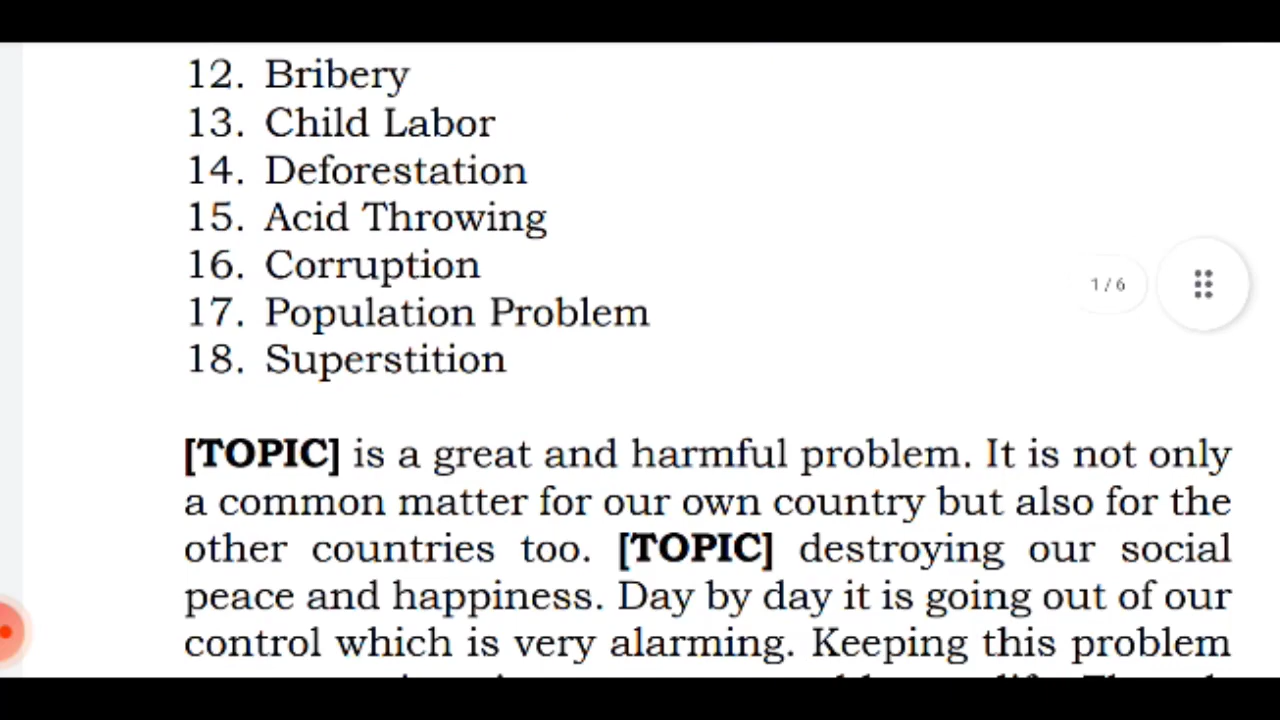 12. Bribery
13. Child Labor
14. Deforestation
15. Acid Throwing
16. Corruption
1 / 6
17. Population Problem
18. Superstition
[TOPIC] is a great and harmful problem. It is not only
a common matter for our own country but also for the
other countries too. [TOPIC] destroying our social
peace and happiness. Day by day it is going out of our
control which is very alarming. Keeping this problem